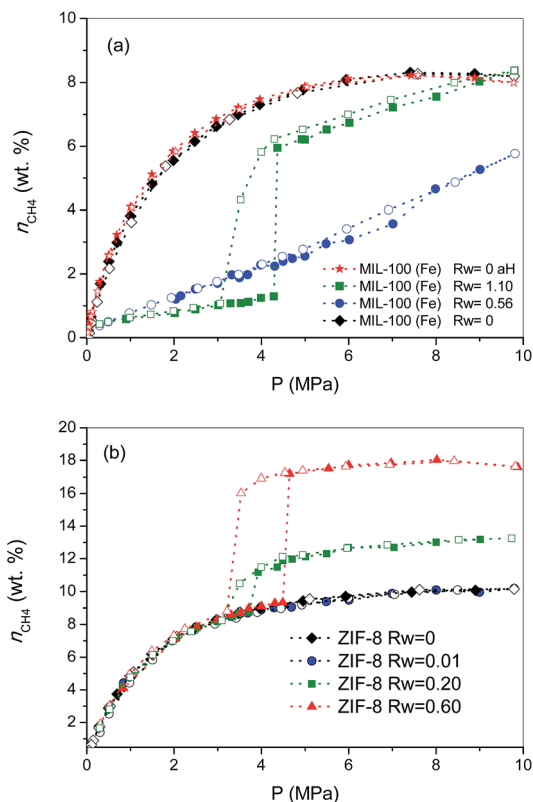 (a)
10
8
6
4
2
0
n_CH4 (wt. %)
MIL-100 (Fe) Rw= 0 aH
MIL-100 (Fe) Rw= 1.10
MIL-100 (Fe) Rw= 0.56
MIL-100 (Fe) Rw= 0
0 2 4 6 8 10
P (MPa)
(b)
18
16
14
12
10
8
6
4
2
n_CH4 (wt. %)
ZIF-8 Rw=0
ZIF-8 Rw=0.01
ZIF-8 Rw=0.20
ZIF-8 Rw=0.60
0 2 4 6 8 10
P (MPa)